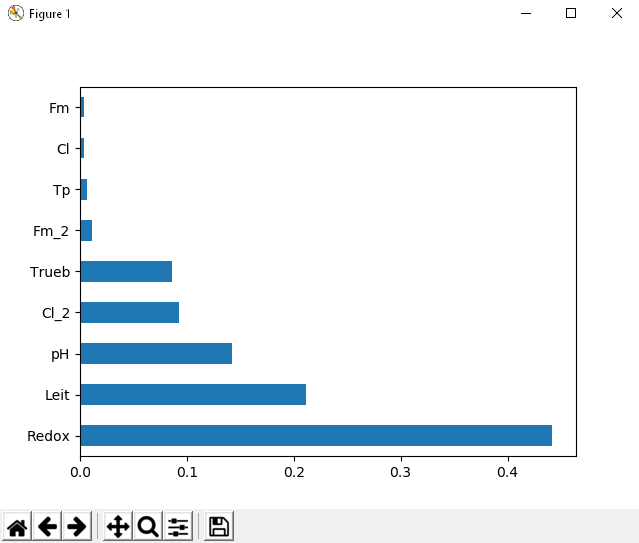 Figure 1
Fm
Cl
Tp
Fm_2
Trueb
Cl_2
pH
Leit
Redox
0.0 0.1 0.2 0.3 0.4